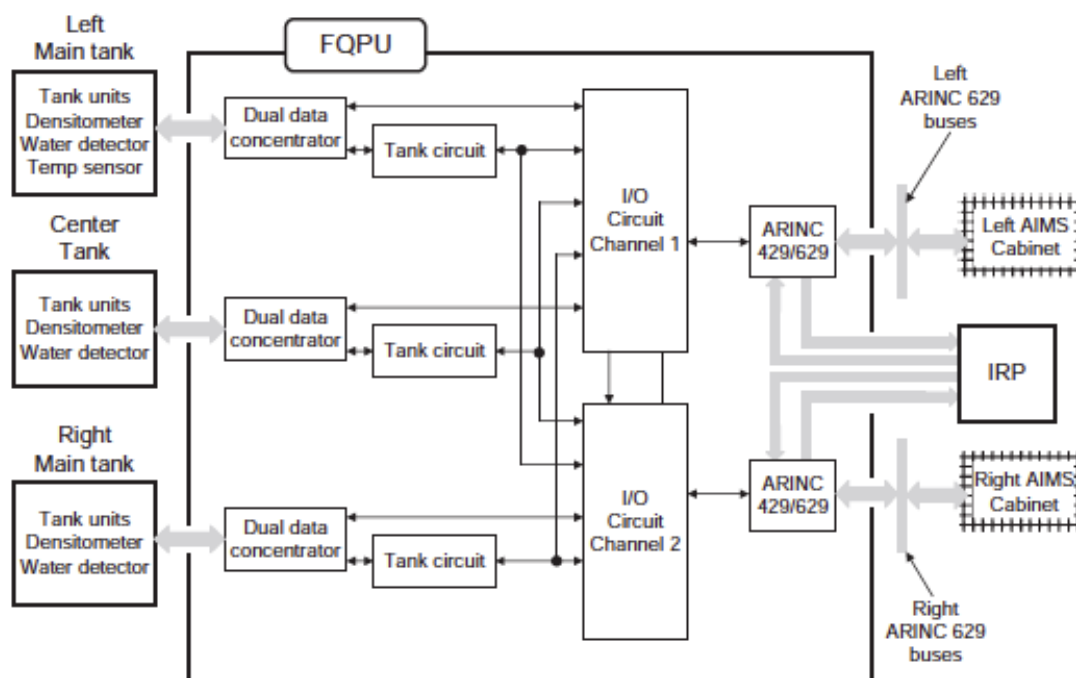 FQPU
Left
Main tank
Tank units
Densitometer
Water detector
Temp sensor
Center
Tank
Tank units
Densitometer
Water detector
Right
Main tank
Tank units
Densitometer
Water detector
Dual data
concentrator
Tank circuit
Dual data
concentrator
Tank circuit
Dual data
concentrator
Tank circuit
I/O
Circuit
Channel 1
I/O
Circuit
Channel 2
ARINC
429/629
ARINC
429/629
Left
ARINC 629
buses
Left AIMS
Cabinet
IRP
Right AIMS
Cabinet
Right
ARINC 629
buses